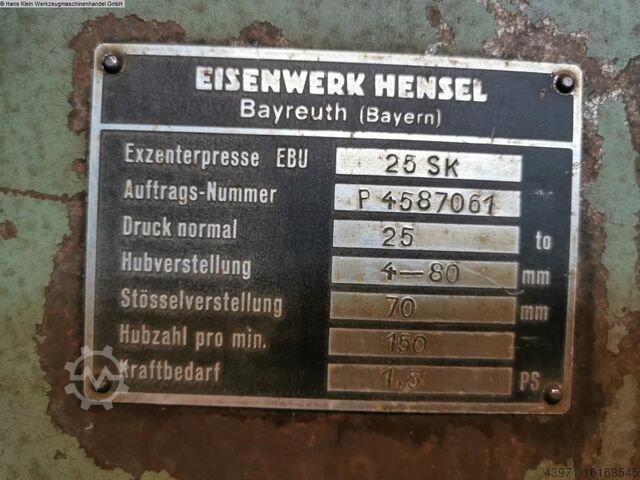 © Hans Klein Werkzeugmaschinenhandel GmbH
EISENWERK HENSEL
Bayreuth (Bayern)
Exzenterpresse EBU 25 SK
Auftrags-Nummer P 4587061
Druck normal 25 to
Hubverstellung 4-80 mm
Stösselverstellung 70 mm
Hubzahl pro min. 150
Kraftbedarf 1,5 PS
43971-16168545